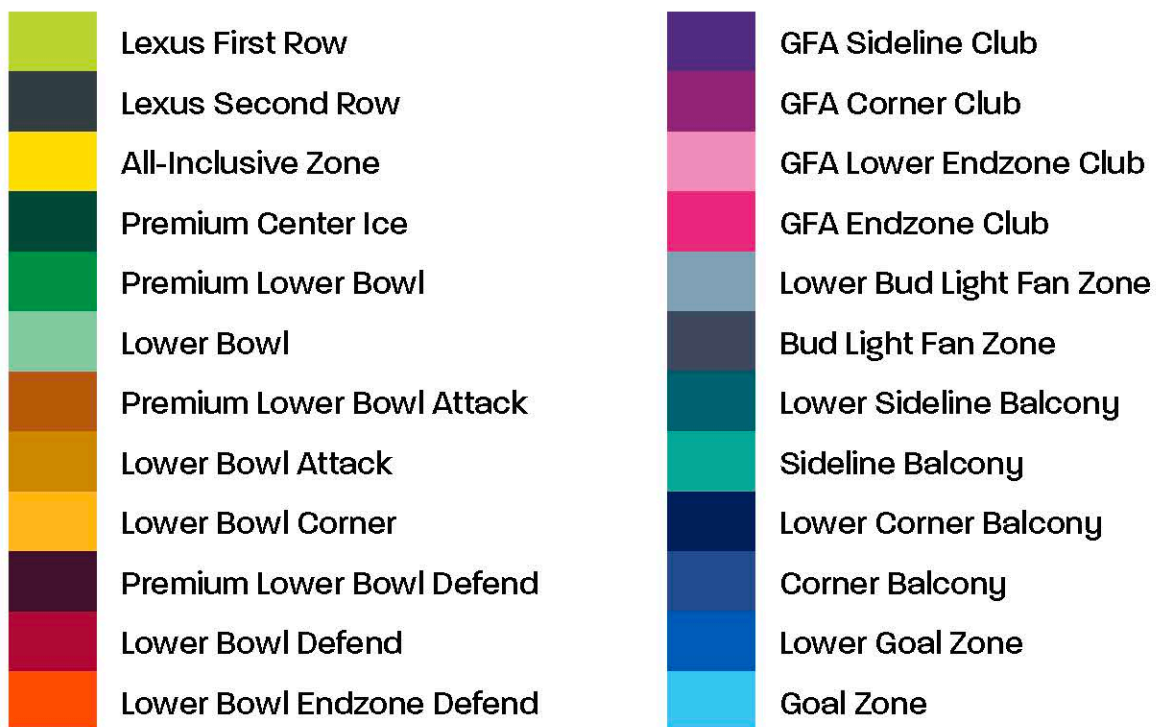 Lexus First Row
Lexus Second Row
All-Inclusive Zone
Premium Center Ice
Premium Lower Bowl
Lower Bowl
Premium Lower Bowl Attack
Lower Bowl Attack
Lower Bowl Corner
Premium Lower Bowl Defend
Lower Bowl Defend
Lower Bowl Endzone Defend
GFA Sideline Club
GFA Corner Club
GFA Lower Endzone Club
GFA Endzone Club
Lower Bud Light Fan Zone
Bud Light Fan Zone
Lower Sideline Balcony
Sideline Balcony
Lower Corner Balcony
Corner Balcony
Lower Goal Zone
Goal Zone